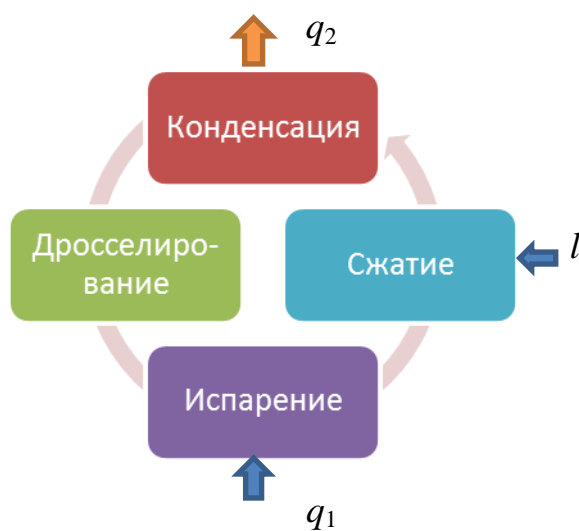 q2
Конденсация
Дросселиро-
вание
Сжатие
l
Испарение
q1